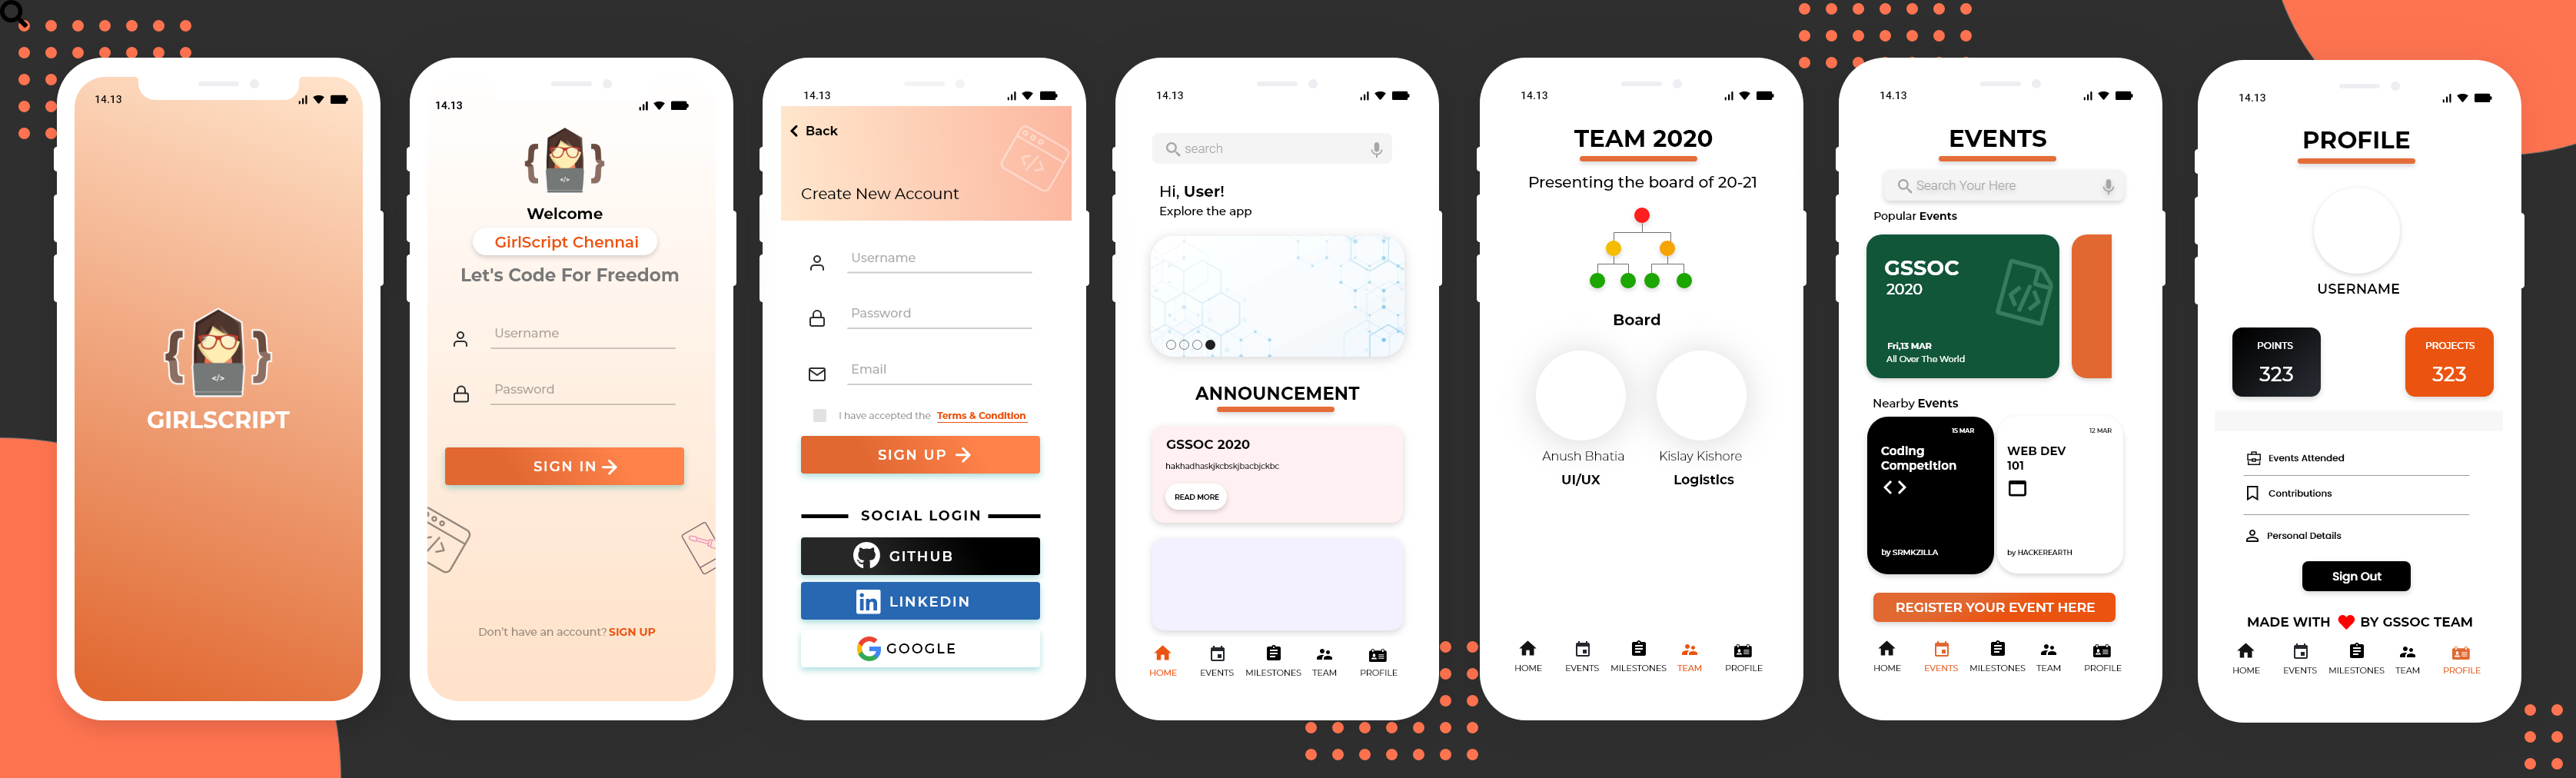 14.13
</>
GIRLSCRIPT
14.13
</>
Welcome
GirlScript Chennai
Let's Code For Freedom
Username
Password
SIGN IN
</>
Don't have an account? SIGN UP
14.13
Back
</>
Create New Account
Username
Password
Email
I have accepted the Terms & Condition
SIGN UP
SOCIAL LOGIN
GITHUB
in LINKEDIN
GOOGLE
14.13
search
Hi, User!
Explore the app
ANNOUNCEMENT
GSSOC 2020
hakhadhaskjkcbskjbacbjckbc
READ MORE
HOME EVENTS MILESTONES TEAM PROFILE
14.13
TEAM 2020
Presenting the board of 20-21
Board
Anush Bhatia Kislay Kishore
UI/UX Logistics
HOME EVENTS MILESTONES TEAM PROFILE
14.13
EVENTS
Search Your Here
Popular Events
GSSOC
2020
</>
Fri,13 MAR
All Over The World
Nearby Events
15 MAR
Coding
Competition
by SRMKZILLA
12 MAR
WEB DEV
101
by HACKEREARTH
REGISTER YOUR EVENT HERE
HOME EVENTS MILESTONES TEAM PROFILE
14.13
PROFILE
USERNAME
POINTS PROJECTS
323 323
Events Attended
Contributions
Personal Details
Sign Out
MADE WITH BY GSSOC TEAM
HOME EVENTS MILESTONES TEAM PROFILE